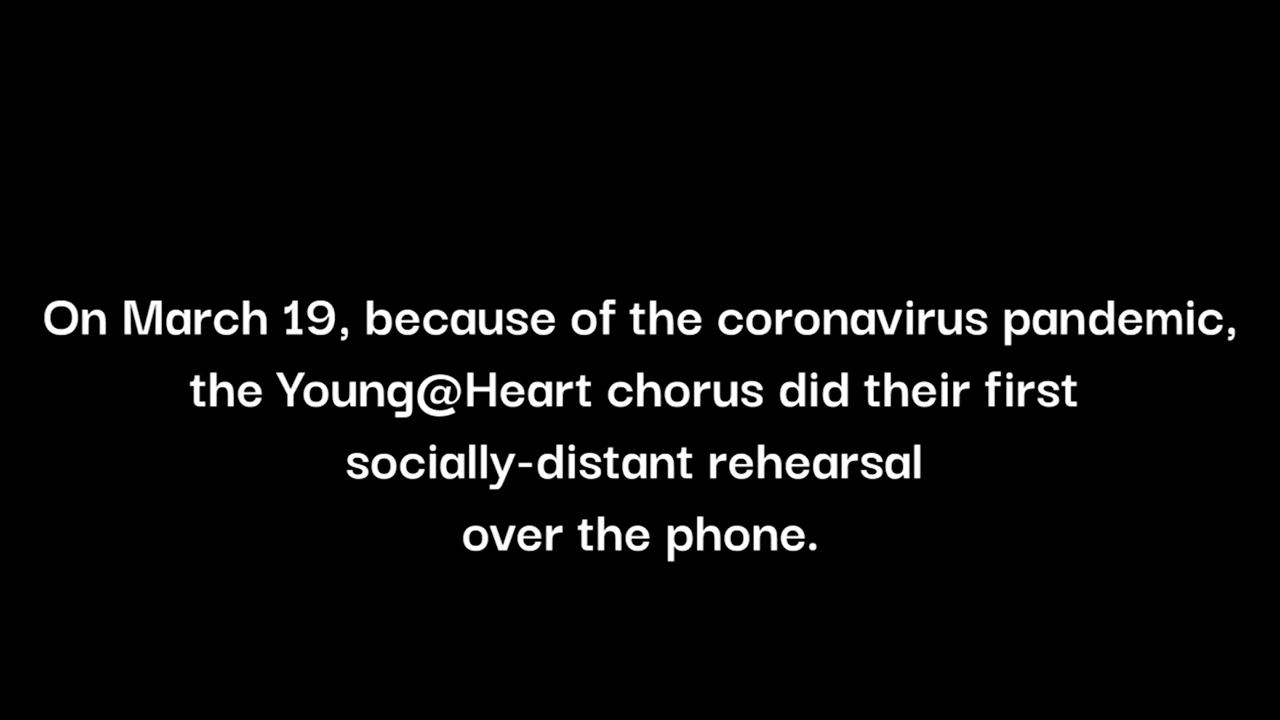 On March 19, because of the coronavirus pandemic,
the Young@Heart chorus did their first
socially-distant rehearsal
over the phone.